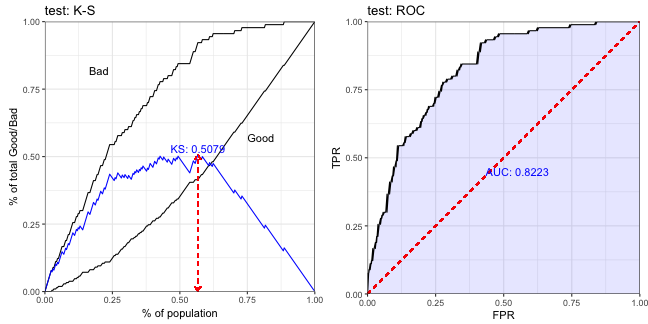 test: K-S
% of total Good/Bad
1.00
0.75
0.50
0.25
0.00
Bad
Good
KS: 0.5079
0.00 0.25 0.50 0.75 1.00
% of population
test: ROC
TPR
1.00
0.75
0.50
0.25
0.00
AUC: 0.8223
0.00 0.25 0.50 0.75 1.00
FPR